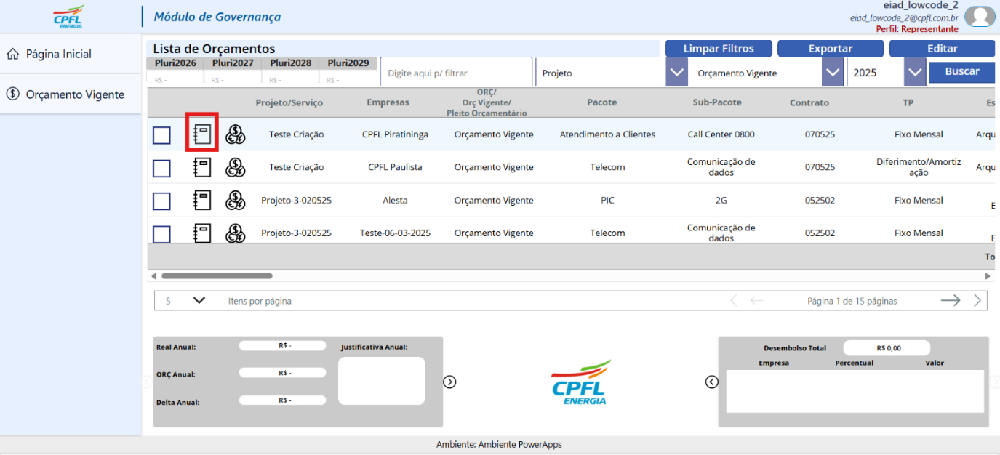 CPFL
ENERGIA
Módulo de Governança
eiad_lowcode_2
eiad_lowcode_2@cpfl.com.br
Perfil: Representante
Página Inicial
Orçamento Vigente
Lista de Orçamentos
Limpar Filtros
Exportar
Editar
Pluri2026 Pluri2027 Pluri2028 Pluri2029
R$ - R$ - R$ - R$ -
Digite aqui p/ filtrar
Projeto
Orçamento Vigente
2025
Buscar
Projeto/Serviço Empresas ORÇ/ Pacote Sub-Pacote Contrato TP Es
Orç Vigente/
Pleito Orçamentário
Teste Criação CPFL Piratininga Orçamento Vigente Atendimento a Clientes Call Center 0800 070525 Fixo Mensal Arqu
Teste Criação CPFL Paulista Orçamento Vigente Telecom Comunicação de dados 070525 Diferimento/Amortiz ação Arqu
Projeto-3-020525 Alesta Orçamento Vigente PIC 2G 052502 Fixo Mensal E
Projeto-3-020525 Teste-06-03-2025 Orçamento Vigente Telecom Comunicação de dados 052502 Fixo Mensal E
To
5 Itens por página
Página 1 de 15 páginas
Real Anual: R$ -
ORÇ Anual: R$ -
Delta Anual: R$ -
Justificativa Anual:
CPFL
ENERGIA
Desembolso Total R$ 0,00
Empresa Percentual Valor
Ambiente: Ambiente PowerApps